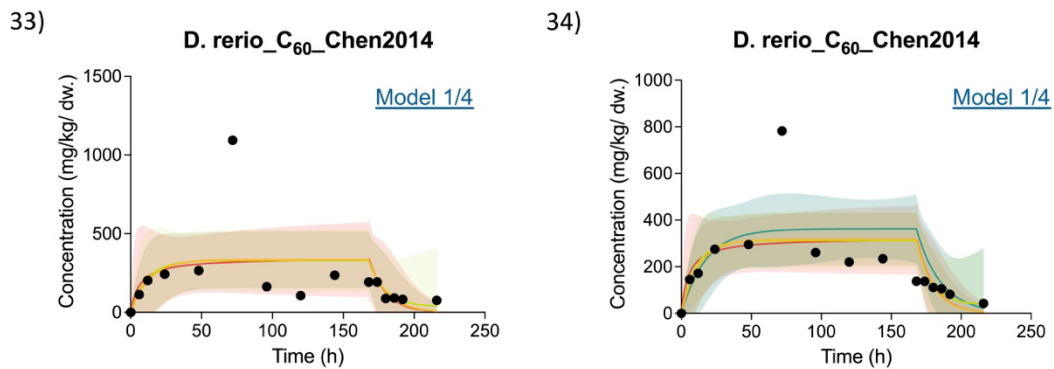 33)
D. rerio_C60_Chen2014
Model 1/4
Concentration (mg/kg/ dw.)
1500
1000
500
0
0 50 100 150 200 250
Time (h)
34)
D. rerio_C60_Chen2014
Model 1/4
Concentration (mg/kg/ dw.)
1000
800
600
400
200
0
0 50 100 150 200 250
Time (h)